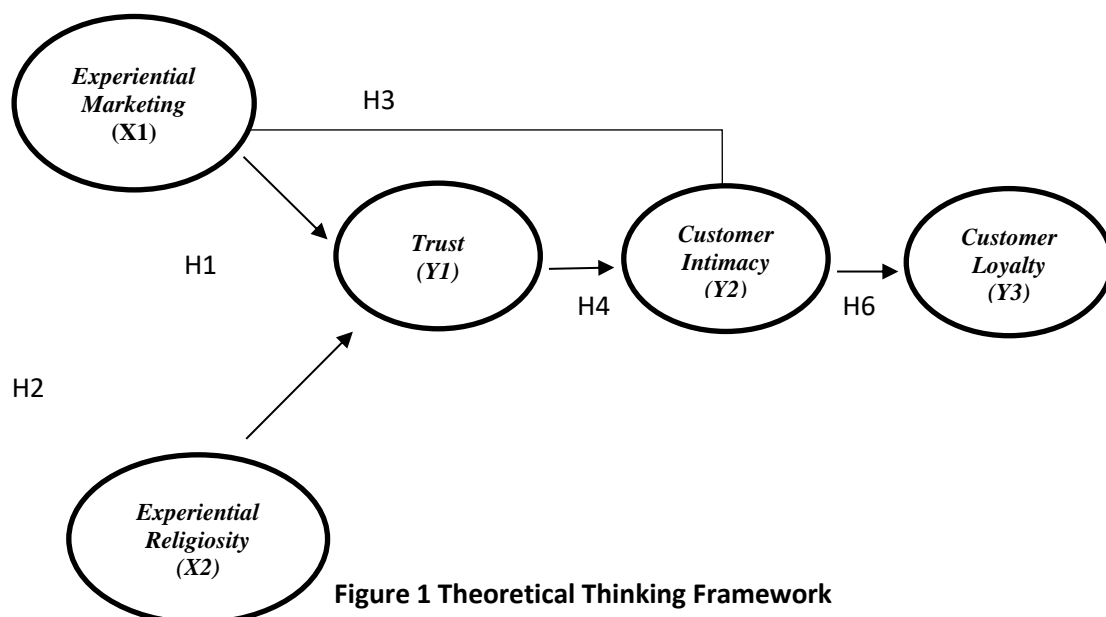 Experiential
Marketing
(X1)
H3
Trust
(Y1)
Customer
Intimacy
(Y2)
Customer
Loyalty
(Y3)
H1
H4
H6
H2
Experiential
Religiosity
(X2)
Figure 1 Theoretical Thinking Framework